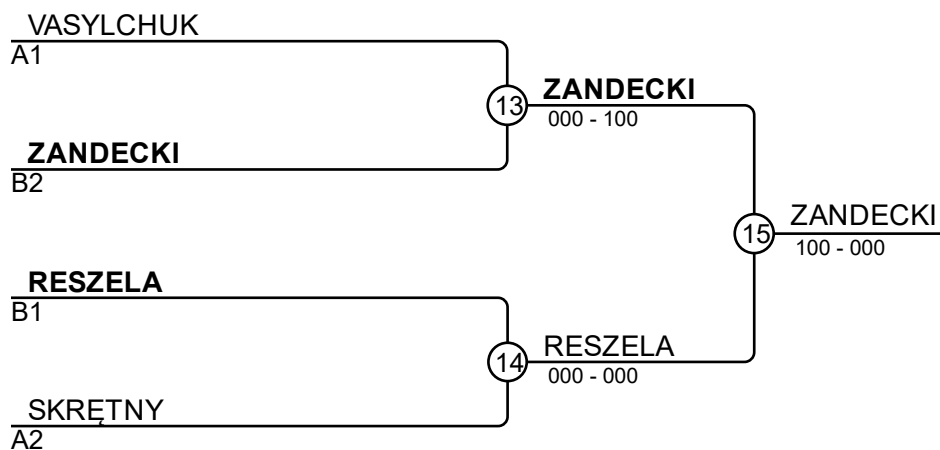 VASYLCHUK
A1
13
ZANDECKI
000 - 100
ZANDECKI
B2
15
ZANDECKI
100 - 000
RESZELA
B1
14
RESZELA
000 - 000
SKRĘTNY
A2